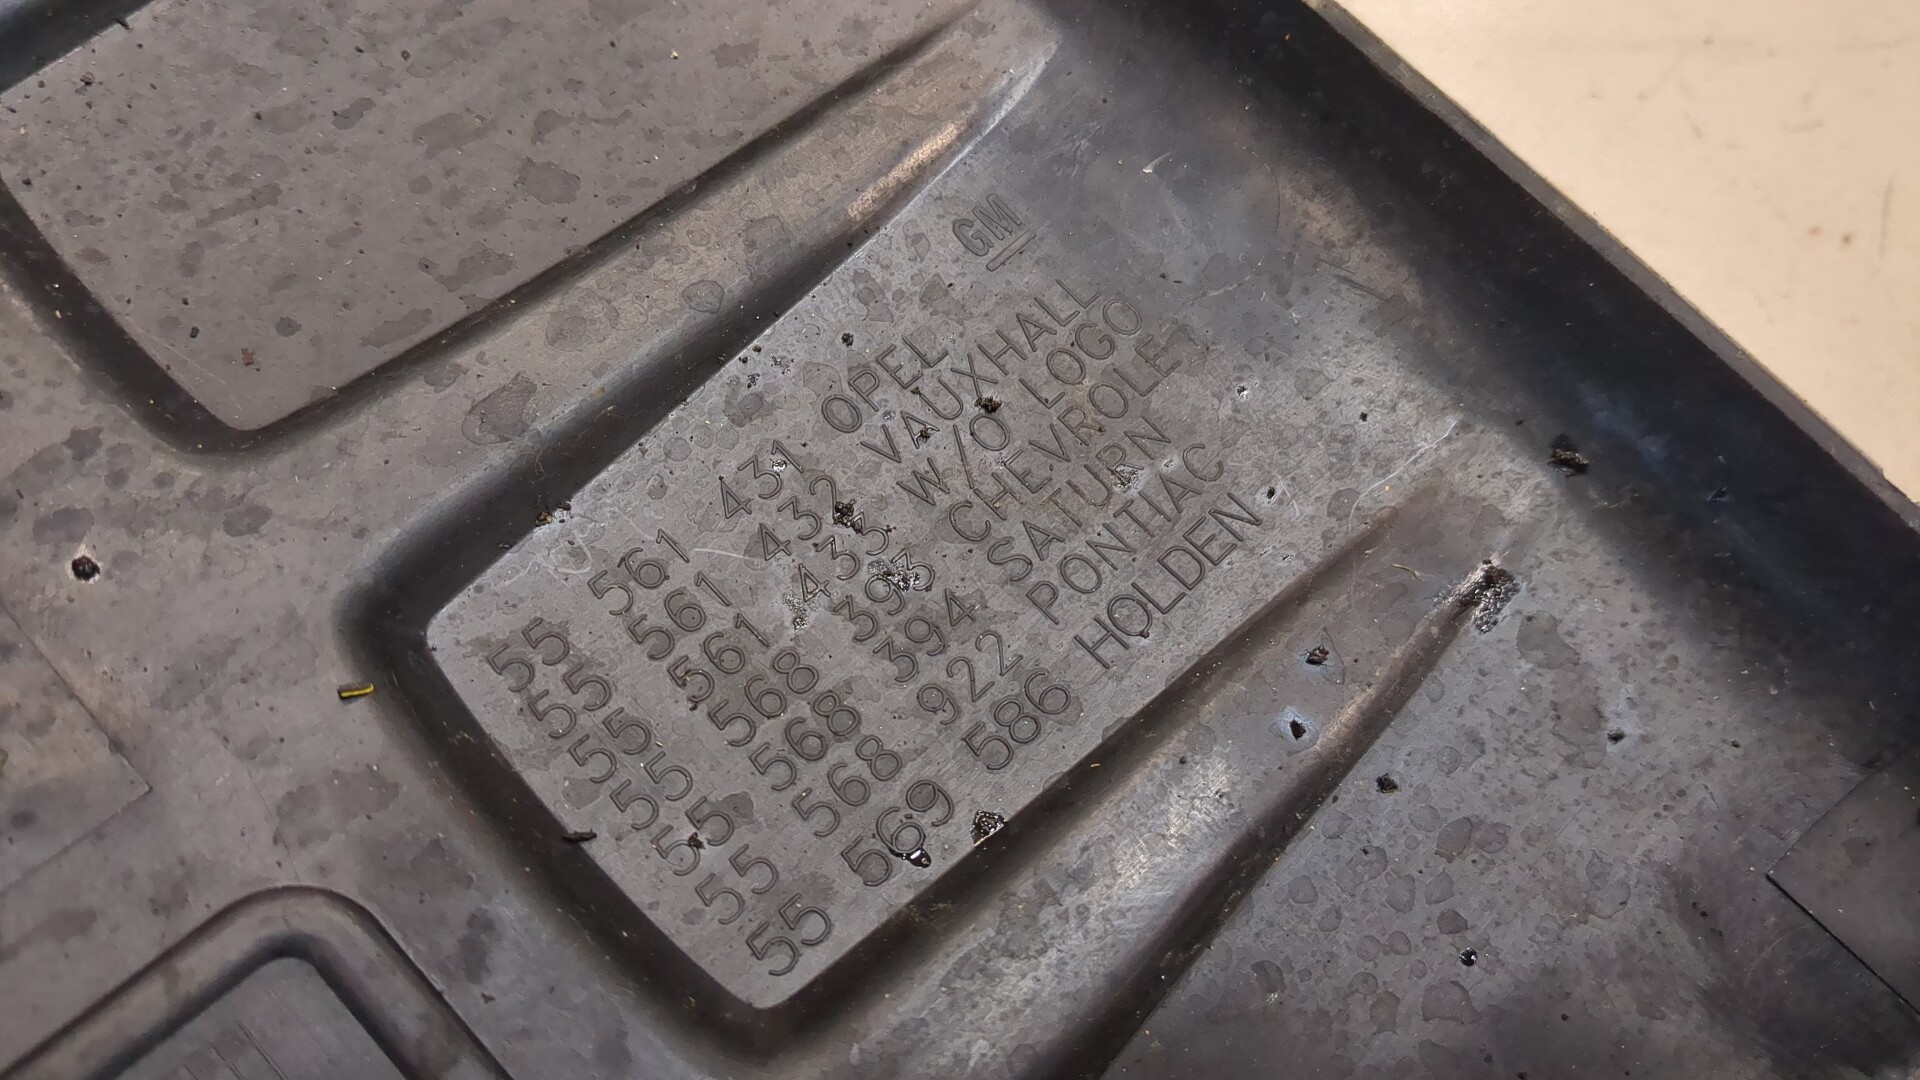 GM
55 561 431 OPEL
55 561 432 VAUXHALL
55 561 433 W/O LOGO
55 568 393 CHEVROLET
55 568 394 SATURN
55 568 922 PONTIAC
55 569 586 HOLDEN